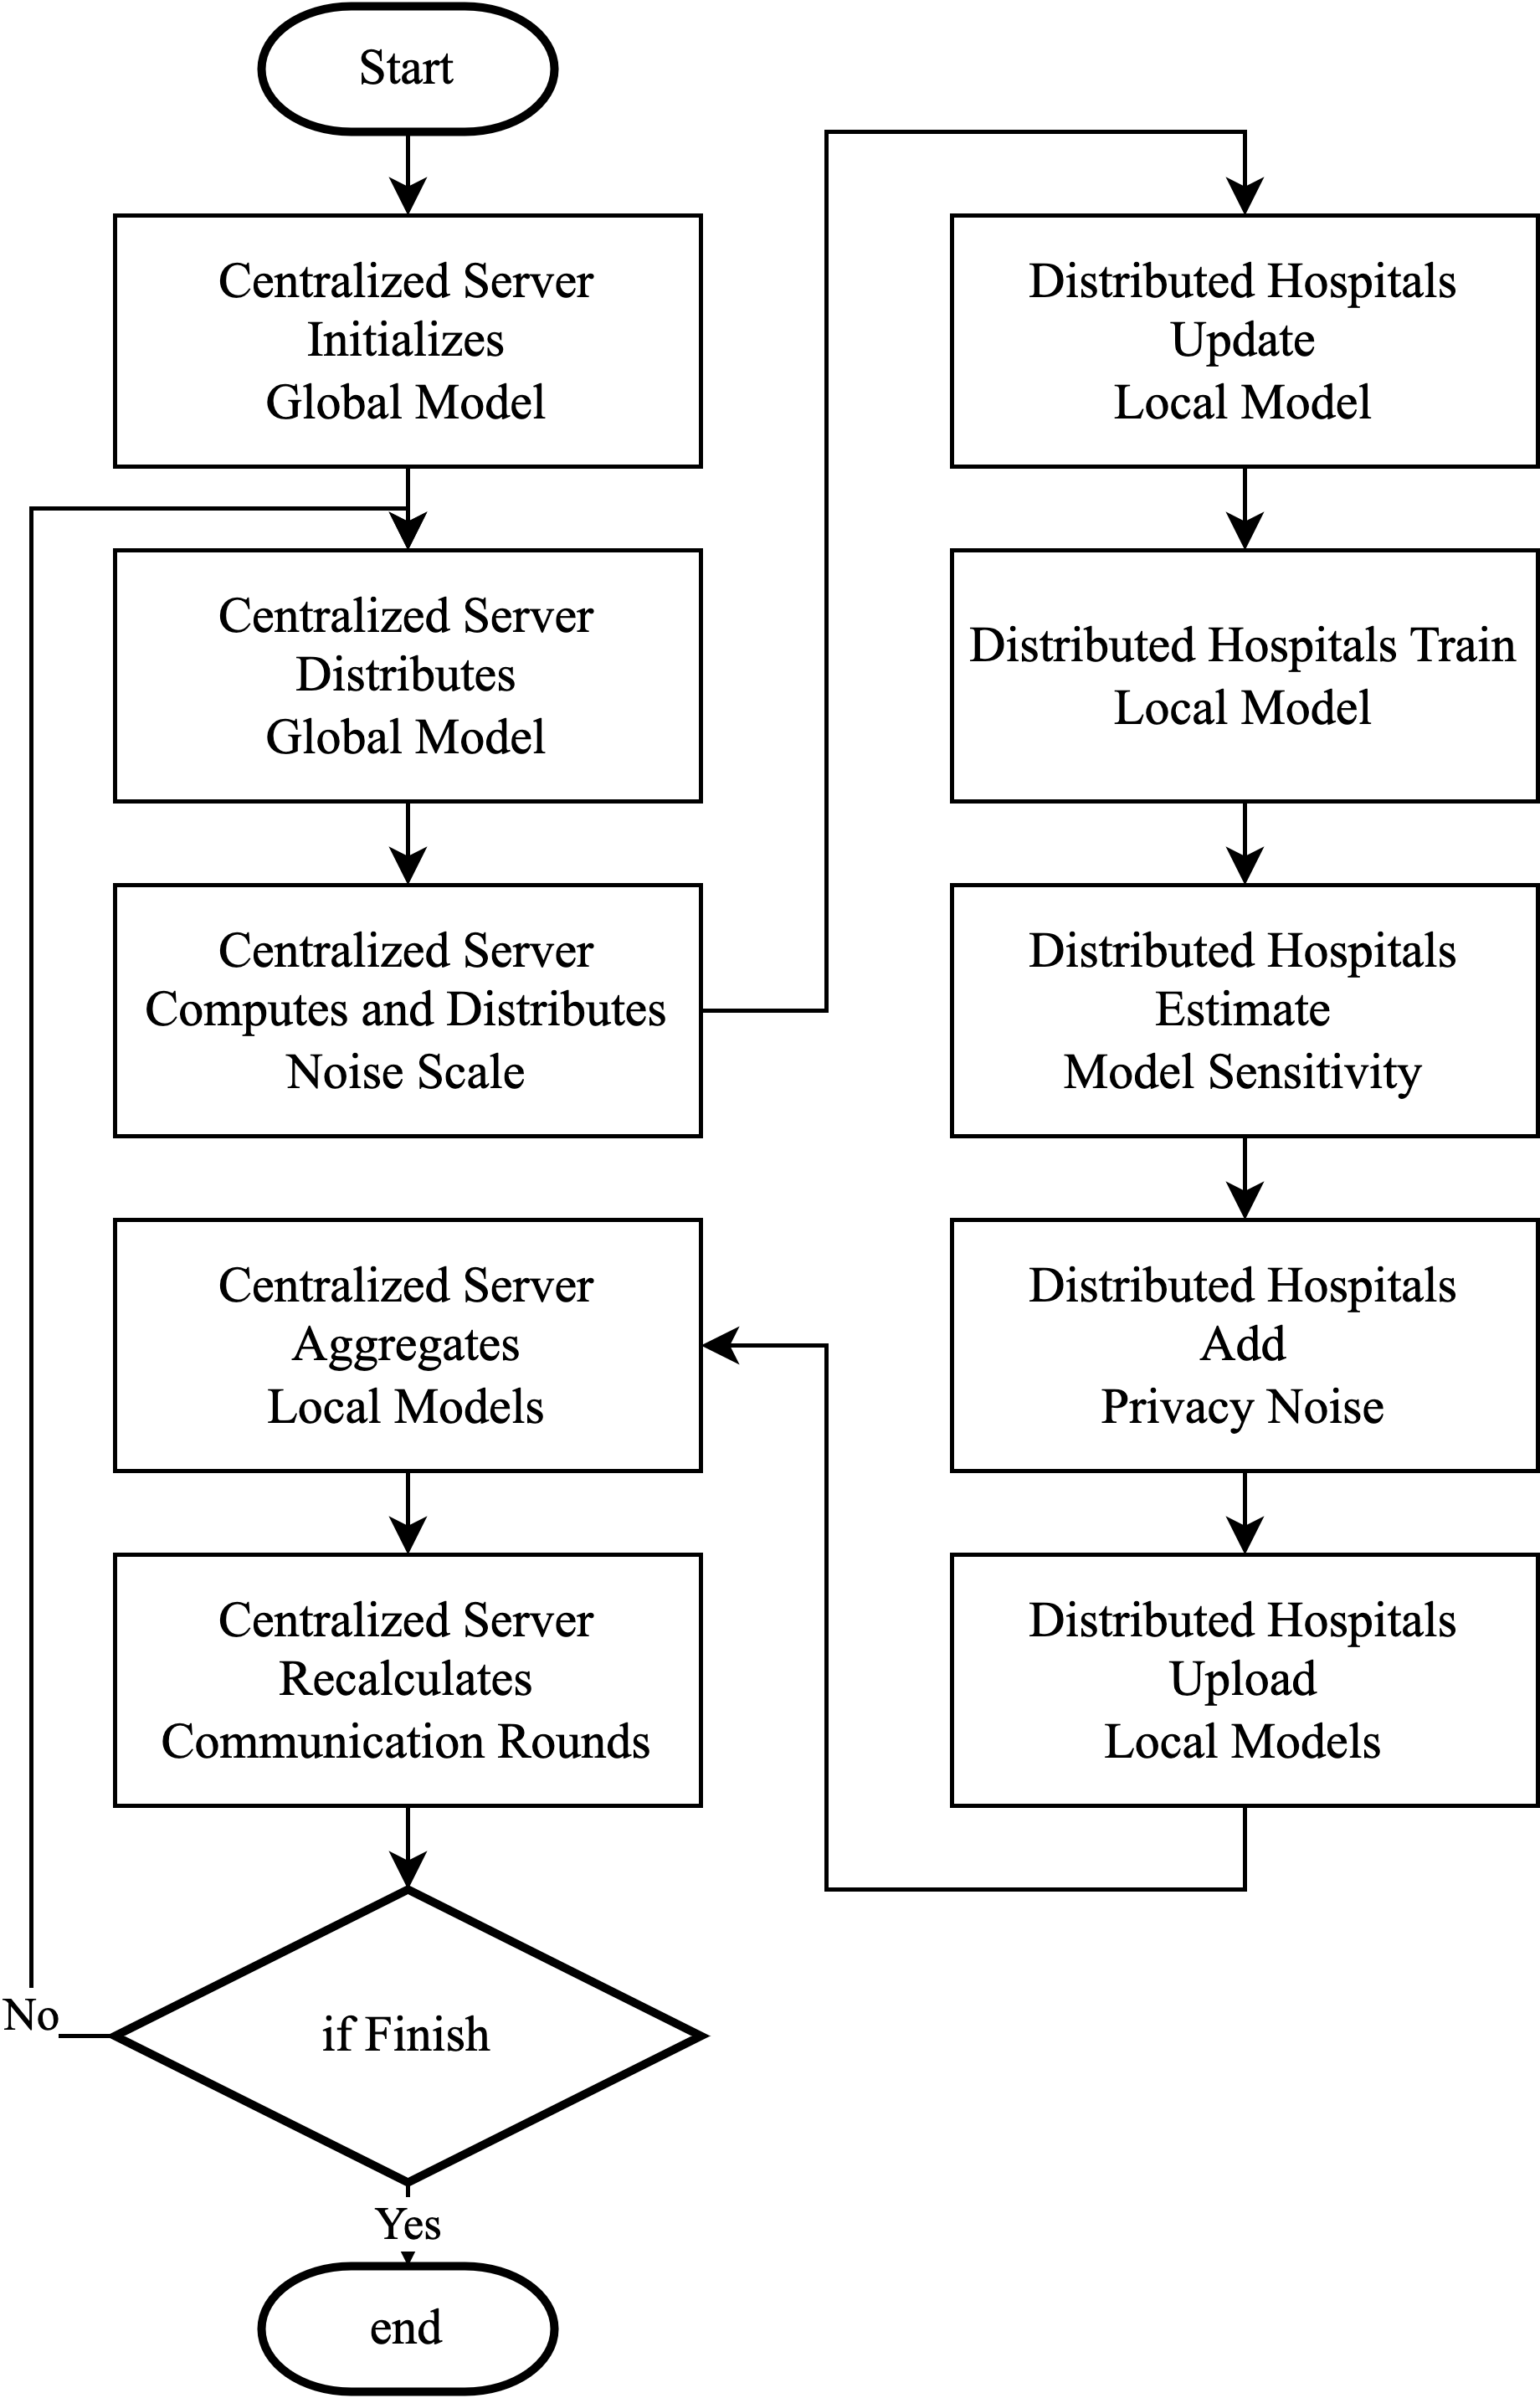 Start
Centralized Server
Initializes
Global Model
Centralized Server
Distributes
Global Model
Centralized Server
Computes and Distributes
Noise Scale
Distributed Hospitals
Update
Local Model
Distributed Hospitals Train
Local Model
Distributed Hospitals
Estimate
Model Sensitivity
Distributed Hospitals
Add
Privacy Noise
Distributed Hospitals
Upload
Local Models
Centralized Server
Aggregates
Local Models
Centralized Server
Recalculates
Communication Rounds
if Finish
No
Yes
end